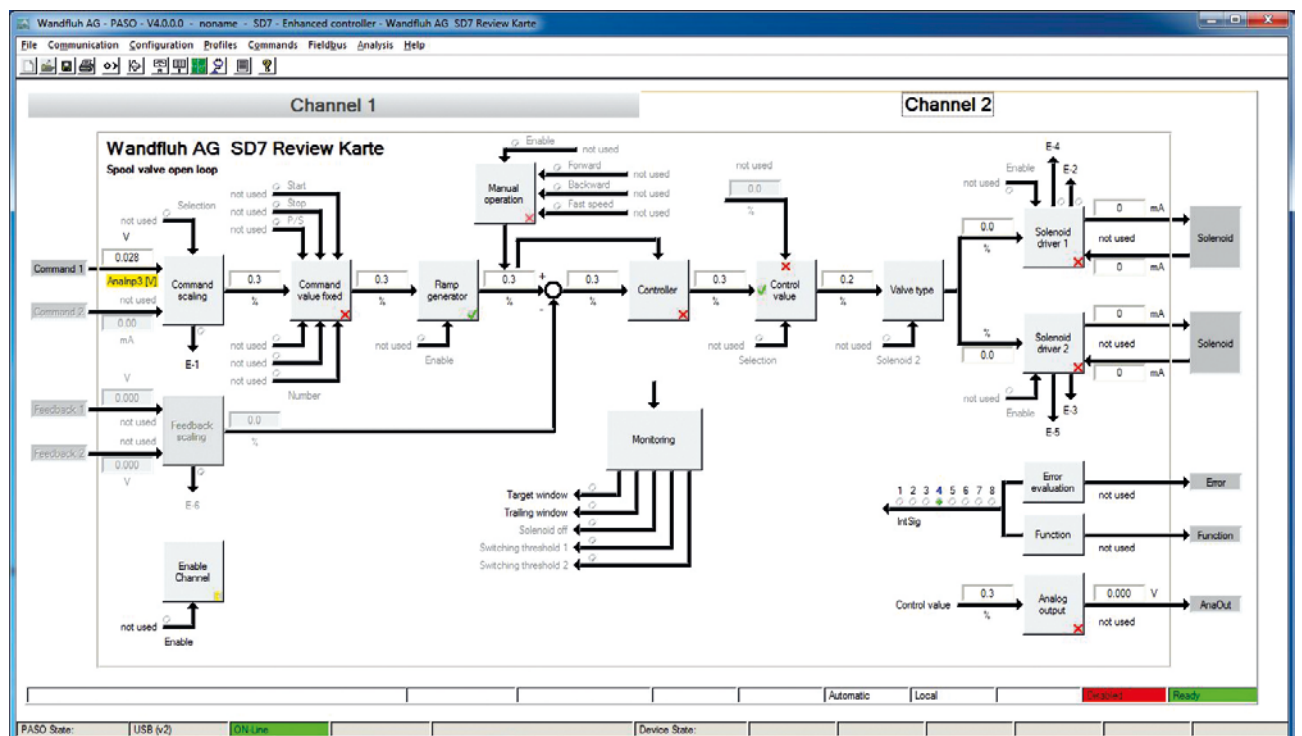 Wandfluh AG - PASO - V4.0.0.0 - noname - SD7 - Enhanced controller - Wandfluh AG SD7 Review Karte
File Communication Configuration Profiles Commands Fieldbus Analysis Help
Channel 1
Channel 2
Wandfluh AG SD7 Review Karte
Spool valve open loop
Selection
not used
V
0.028
Command 1
AnaInp3 [V]
not used
Command 2
0.00
mA
Command scaling
E-1
0.3
%
not used Start
not used Stop
not used P/S
Command value fixed
not used
not used
not used
Number
0.3
%
Ramp generator
not used
Enable
Enable
not used
Manual operation
Forward
not used
Backward
not used
Fast speed
not used
0.3
%
+
-
0.3
%
Controller
0.3
%
not used
0.0
%
Control value
not used
Selection
0.2
%
Valve type
not used
Solenoid 2
E-4
E-2
Enable
not used
0.0
%
Solenoid driver 1
0 mA
not used
0 mA
Solenoid
%
0.0
Solenoid driver 2
0 mA
not used
0 mA
Solenoid
not used
Enable
E-3
E-5
V
0.000
Feedback 1
not used
not used
Feedback 2
0.000
V
Feedback scaling
E-6
0.0
%
Monitoring
Target window
Trailing window
Solenoid off
Switching threshold 1
Switching threshold 2
1 2 3 4 5 6 7 8
IntSig
Error evaluation
not used
Error
Function
not used
Function
Enable Channel
not used
Enable
Control value
0.3
%
Analog output
0.000 V
not used
AnaOut
Automatic Local Disabled Ready
PASO State: USB (v2) ON-Line Device State: